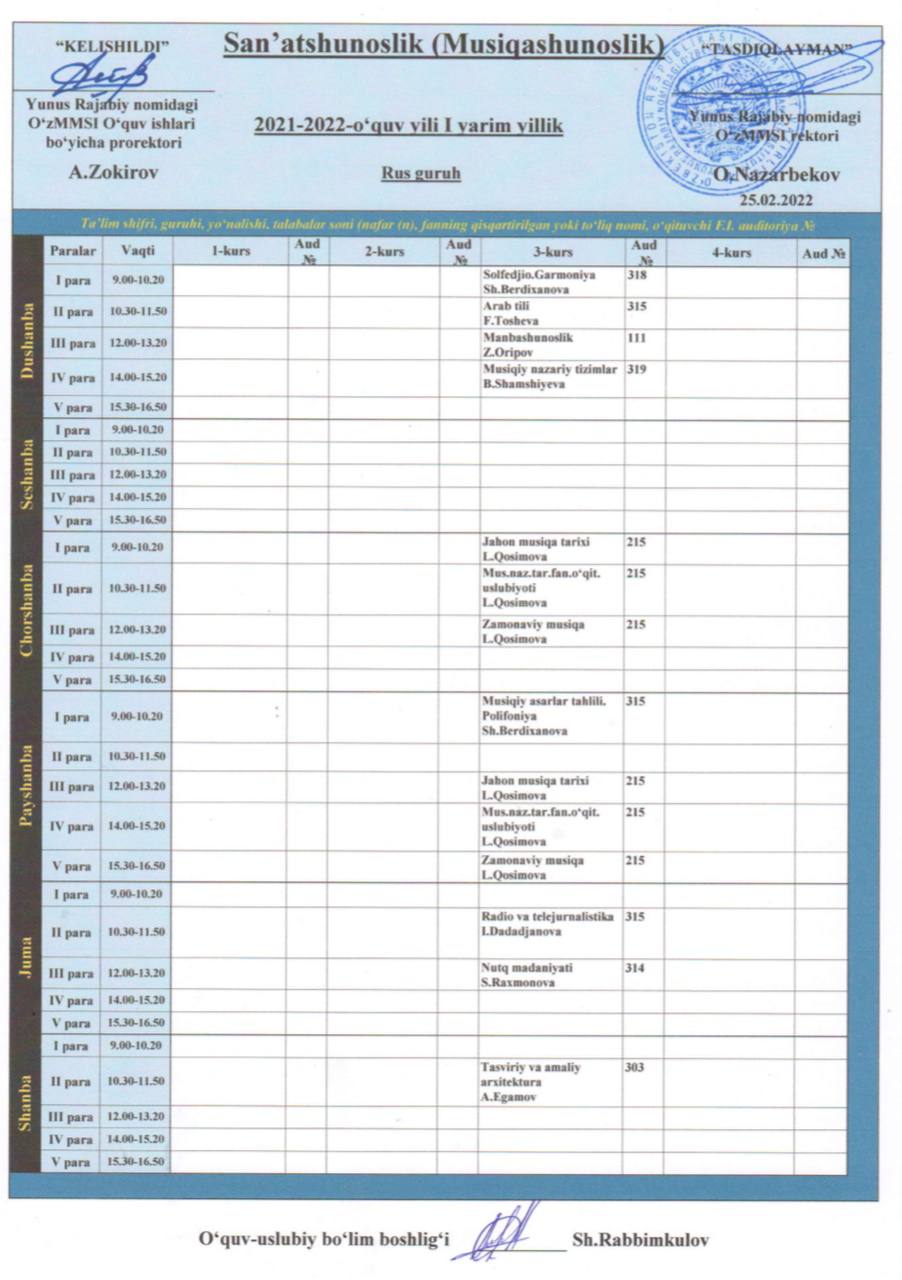 “KELISHILDI”
San’atshunoslik (Musiqashunoslik)
“TASDIQLAYMAN”
Yunus Rajabiy nomidagi
O‘zMMSI O‘quv ishlari
bo‘yicha prorektori
A.Zokirov
2021-2022-o‘quv yili I yarim yillik
Rus guruh
Yunus Rajabiy nomidagi
O‘zMMSI rektori
O.Nazarbekov
25.02.2022
Ta’lim shifri, guruhi, yo‘nalishi, talabalar soni (nafar (n), fanning qisqartirilgan yoki to‘liq nomi, o‘qituvchi F.I. auditoriya №
Paralar Vaqti 1-kurs Aud № 2-kurs Aud № 3-kurs Aud № 4-kurs Aud №
Dushanba
I para 9.00-10.20 Solfedjio.Garmoniya 318
Sh.Berdixanova
II para 10.30-11.50 Arab tili 315
F.Tosheva
III para 12.00-13.20 Manbashunoslik 111
Z.Oripov
IV para 14.00-15.20 Musiqiy nazariy tizimlar 319
B.Shamshiyeva
V para 15.30-16.50
Seshanba
I para 9.00-10.20
II para 10.30-11.50
III para 12.00-13.20
IV para 14.00-15.20
V para 15.30-16.50
Chorshanba
I para 9.00-10.20 Jahon musiqa tarixi 215
L.Qosimova
II para 10.30-11.50 Mus.naz.tar.fan.o‘qit. 215
uslubiyoti
L.Qosimova
III para 12.00-13.20 Zamonaviy musiqa 215
L.Qosimova
IV para 14.00-15.20
V para 15.30-16.50
Payshanba
I para 9.00-10.20 Musiqiy asarlar tahlili. 315
Polifoniya
Sh.Berdixanova
II para 10.30-11.50
III para 12.00-13.20 Jahon musiqa tarixi 215
L.Qosimova
IV para 14.00-15.20 Mus.naz.tar.fan.o‘qit. 215
uslubiyoti
L.Qosimova
V para 15.30-16.50 Zamonaviy musiqa 215
L.Qosimova
Juma
I para 9.00-10.20
II para 10.30-11.50 Radio va telejurnalistika 315
I.Dadadjanova
III para 12.00-13.20 Nutq madaniyati 314
S.Raxmonova
IV para 14.00-15.20
V para 15.30-16.50
Shanba
I para 9.00-10.20
II para 10.30-11.50 Tasviriy va amaliy 303
arxitektura
A.Egamov
III para 12.00-13.20
IV para 14.00-15.20
V para 15.30-16.50
O‘quv-uslubiy bo‘lim boshlig‘i Sh.Rabbimkulov